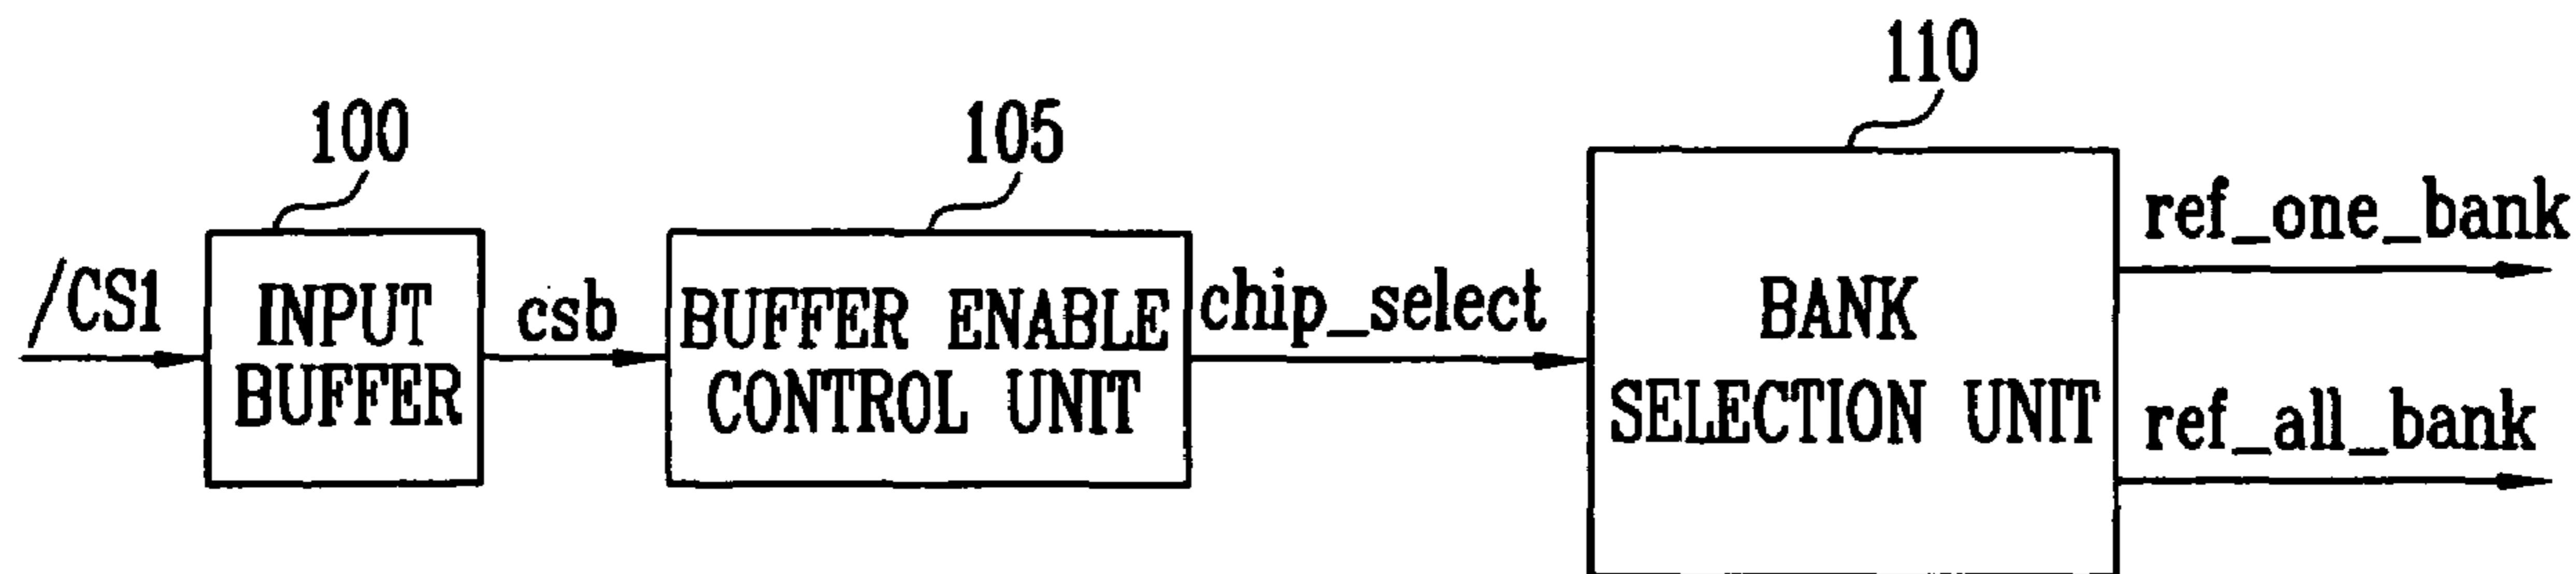 100
105
110
/CS1
INPUT
BUFFER
csb
BUFFER ENABLE
CONTROL UNIT
chip_select
BANK
SELECTION UNIT
ref_one_bank
ref_all_bank